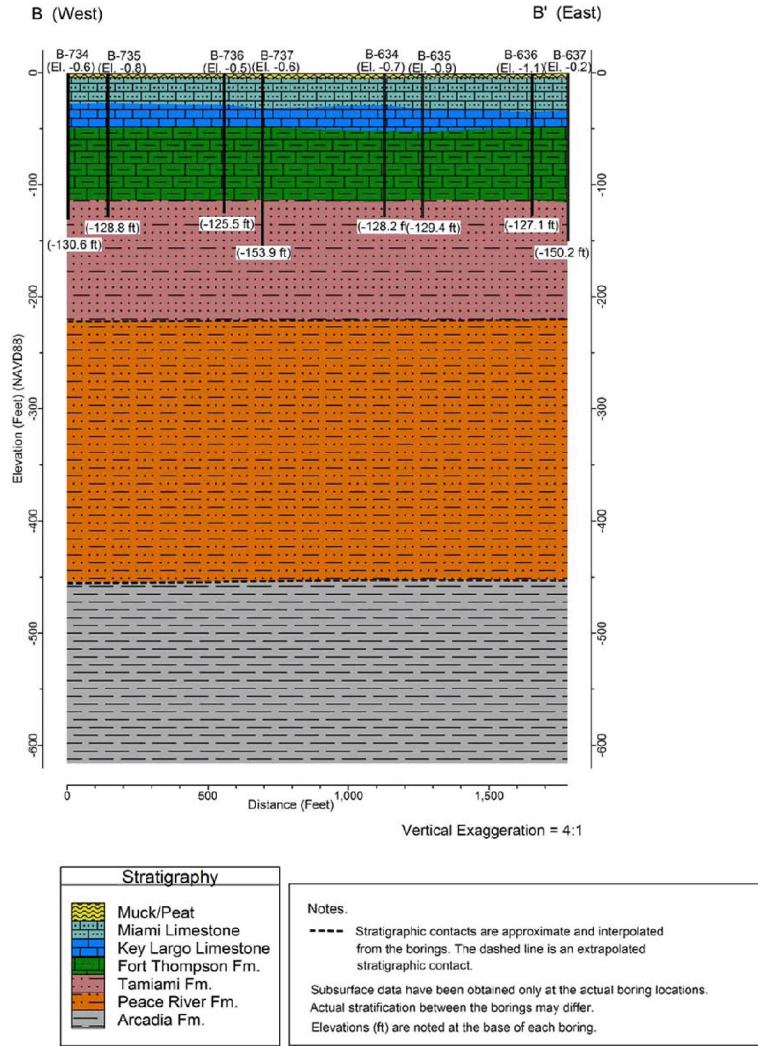 B (West)
B' (East)
B-734
(El. -0.6)
B-735
(El. -0.8)
B-736
(El. -0.5)
B-737
(El. -0.6)
B-634
(El. -0.7)
B-635
(El. -0.9)
B-636
(El. -1.1)
B-637
(El. -0.2)
0
-100
-200
-300
-400
-500
-600
Elevation (Feet) (NAVD88)
(-130.6 ft)
(-128.8 ft)
(-125.5 ft)
(-153.9 ft)
(-128.2 ft)
(-129.4 ft)
(-127.1 ft)
(-150.2 ft)
0
-100
-200
-300
-400
-500
-600
0 500 1,000 1,500
Distance (Feet)
Vertical Exaggeration = 4:1
Stratigraphy
Muck/Peat
Miami Limestone
Key Largo Limestone
Fort Thompson Fm.
Tamiami Fm.
Peace River Fm.
Arcadia Fm.
Notes.
Stratigraphic contacts are approximate and interpolated
from the borings. The dashed line is an extrapolated
stratigraphic contact.
Subsurface data have been obtained only at the actual boring locations.
Actual stratification between the borings may differ.
Elevations (ft) are noted at the base of each boring.